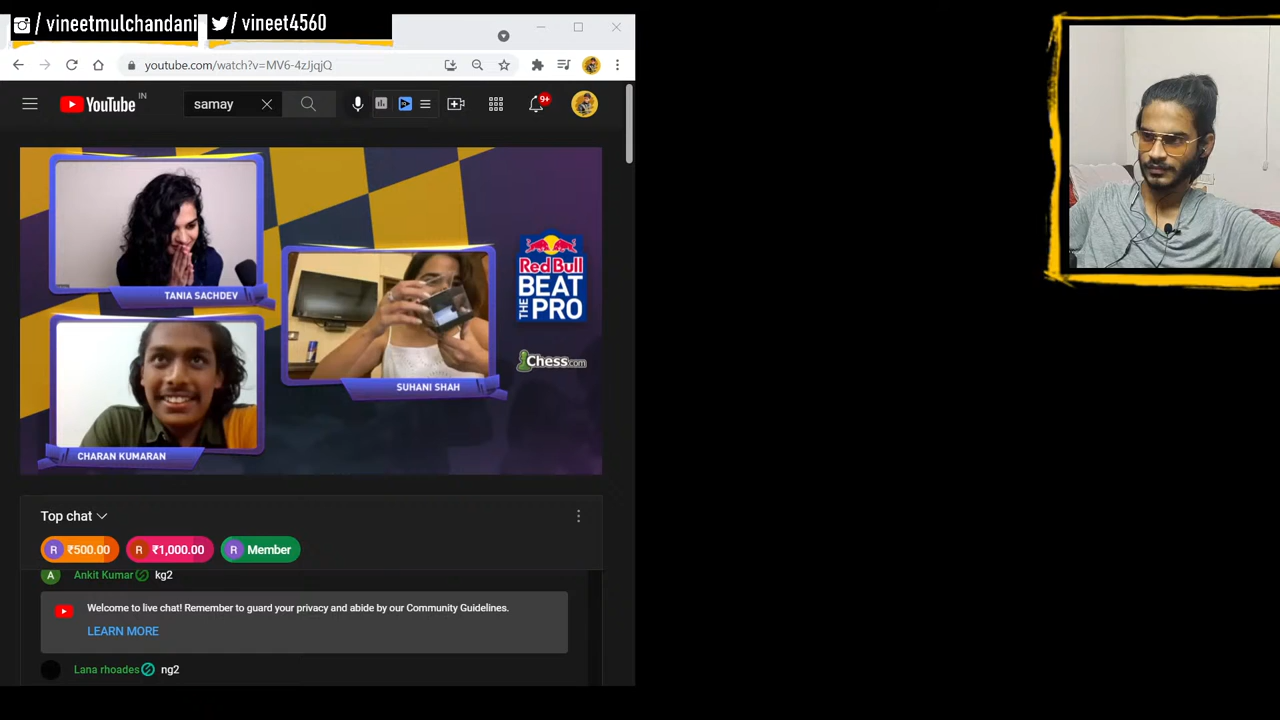 / vineetmulchandani
/ vineet4560
youtube.com/watch?v=MV6-4zJjqjQ
YouTube IN
samay
9+
TANIA SACHDEV
Red Bull
BEAT
THE
PRO
Chess.com
SUHANI SHAH
CHARAN KUMARAN
Top chat
R ₹500.00
R ₹1,000.00
R Member
A Ankit Kumar kg2
Welcome to live chat! Remember to guard your privacy and abide by our Community Guidelines.
LEARN MORE
Lana rhoades ng2